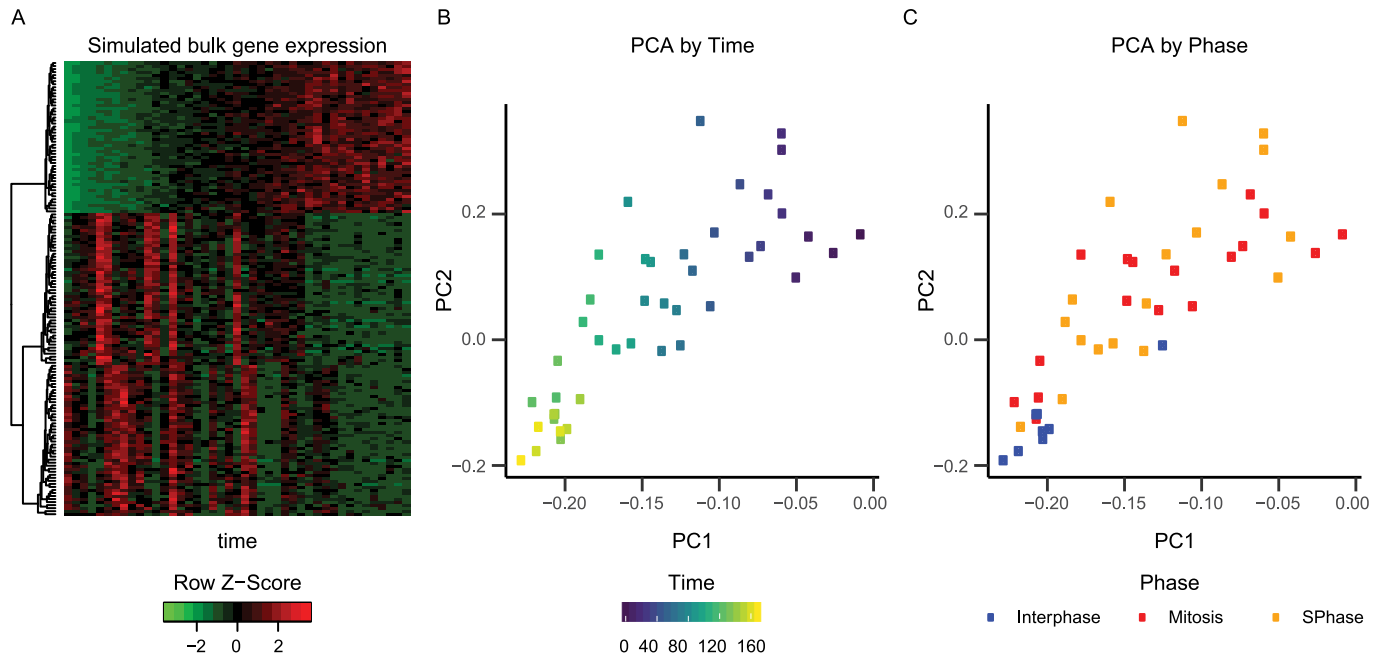 A
B
C
Simulated bulk gene expression
PCA by Time
PCA by Phase
PC2
0.2
0.0
−0.2
−0.20
−0.15
−0.10
−0.05
0.00
PC1
PC2
0.2
0.0
−0.2
−0.20
−0.15
−0.10
−0.05
0.00
PC1
time
Row Z−Score
−2
0
2
Time
0
40
80
120
160
Phase
Interphase
Mitosis
SPhase